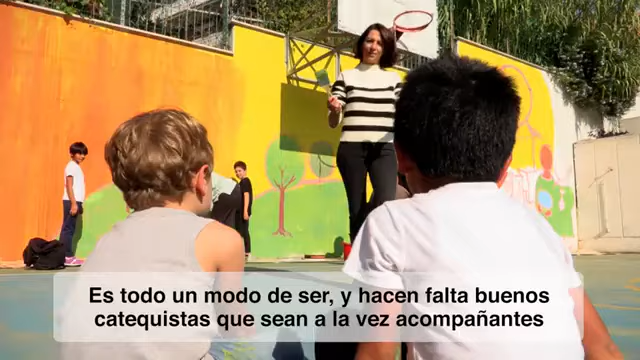 Es todo un modo de ser, y hacen falta buenos
catequistas que sean a la vez acompañantes